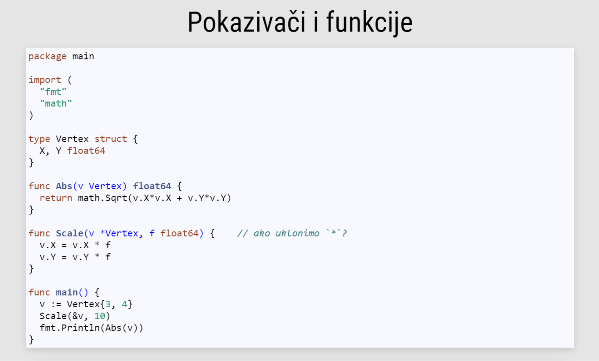 Pokazivači i funkcije
package main
import (
"fmt"
"math"
)
type Vertex struct {
X, Y float64
}
func Abs(v Vertex) float64 {
return math.Sqrt(v.X*v.X + v.Y*v.Y)
}
func Scale(v *Vertex, f float64) { // ako uklonimo `*`?
v.X = v.X * f
v.Y = v.Y * f
}
func main() {
v := Vertex{3, 4}
Scale(&v, 10)
fmt.Println(Abs(v))
}